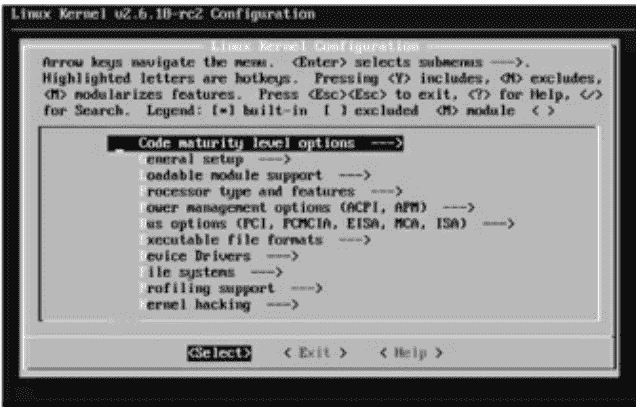 Linux Kernel v2.6.10-rc2 Configuration
Linux Kernel Configuration
Arrow keys navigate the menu. <Enter> selects submenus --->.
Highlighted letters are hotkeys. Pressing <Y> includes, <N> excludes,
<M> modularizes features. Press <Esc><Esc> to exit, <?> for Help, </>
for Search. Legend: [*] built-in [ ] excluded <M> module < >
Code maturity level options --->
eneral setup --->
oadable module support --->
rocessor type and features --->
ower management options (ACPI, APM) --->
us options (PCI, PCMCIA, EISA, MCA, ISA) --->
xecutable file formats --->
evice Drivers --->
ile systems --->
rofiling support --->
ernel hacking --->
<Select> < Exit > < Help >